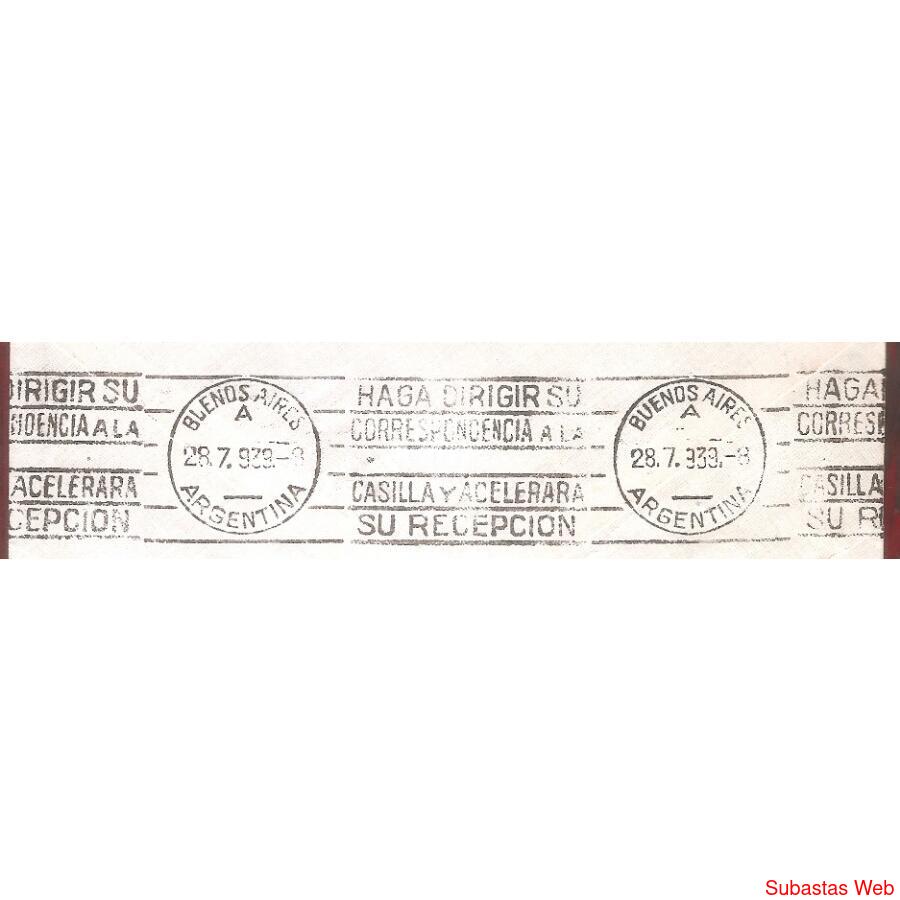 DIRIGIR SU
A LA
ACELERARA
BUENOS AIRES
A
28.7.939.-8
ARGENTINA
HAGA DIRIGIR SU
CORRESPONDENCIA A LA
CASILLA Y ACELERARA
SU RECEPCION
BUENOS AIRES
A
28.7.939.-8
ARGENTINA
HAGA
SU
Subastas Web